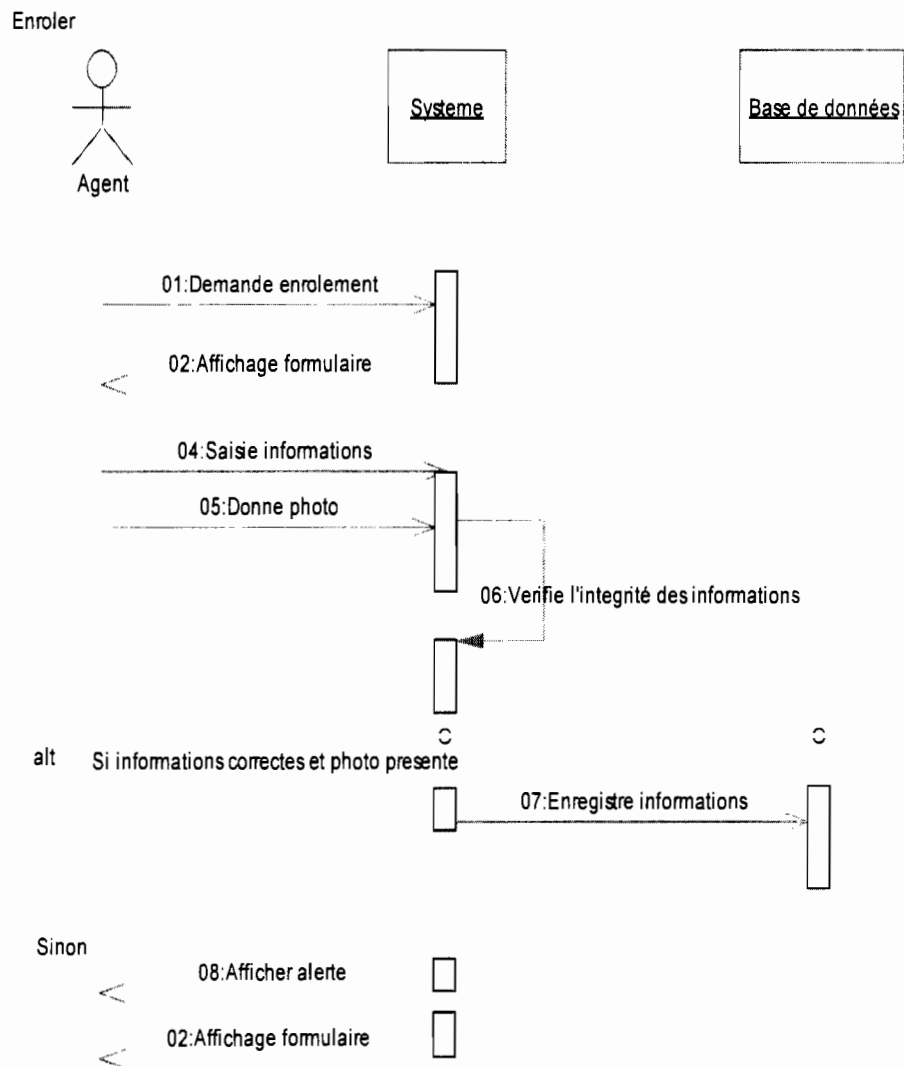 Enroler
Systeme
Base de données
Agent
01:Demande enrolement
02:Affichage formulaire
04:Saisie informations
05:Donne photo
06:Verifie l'integrité des informations
alt
Si informations correctes et photo presente
07:Enregistre informations
Sinon
08:Afficher alerte
02:Affichage formulaire